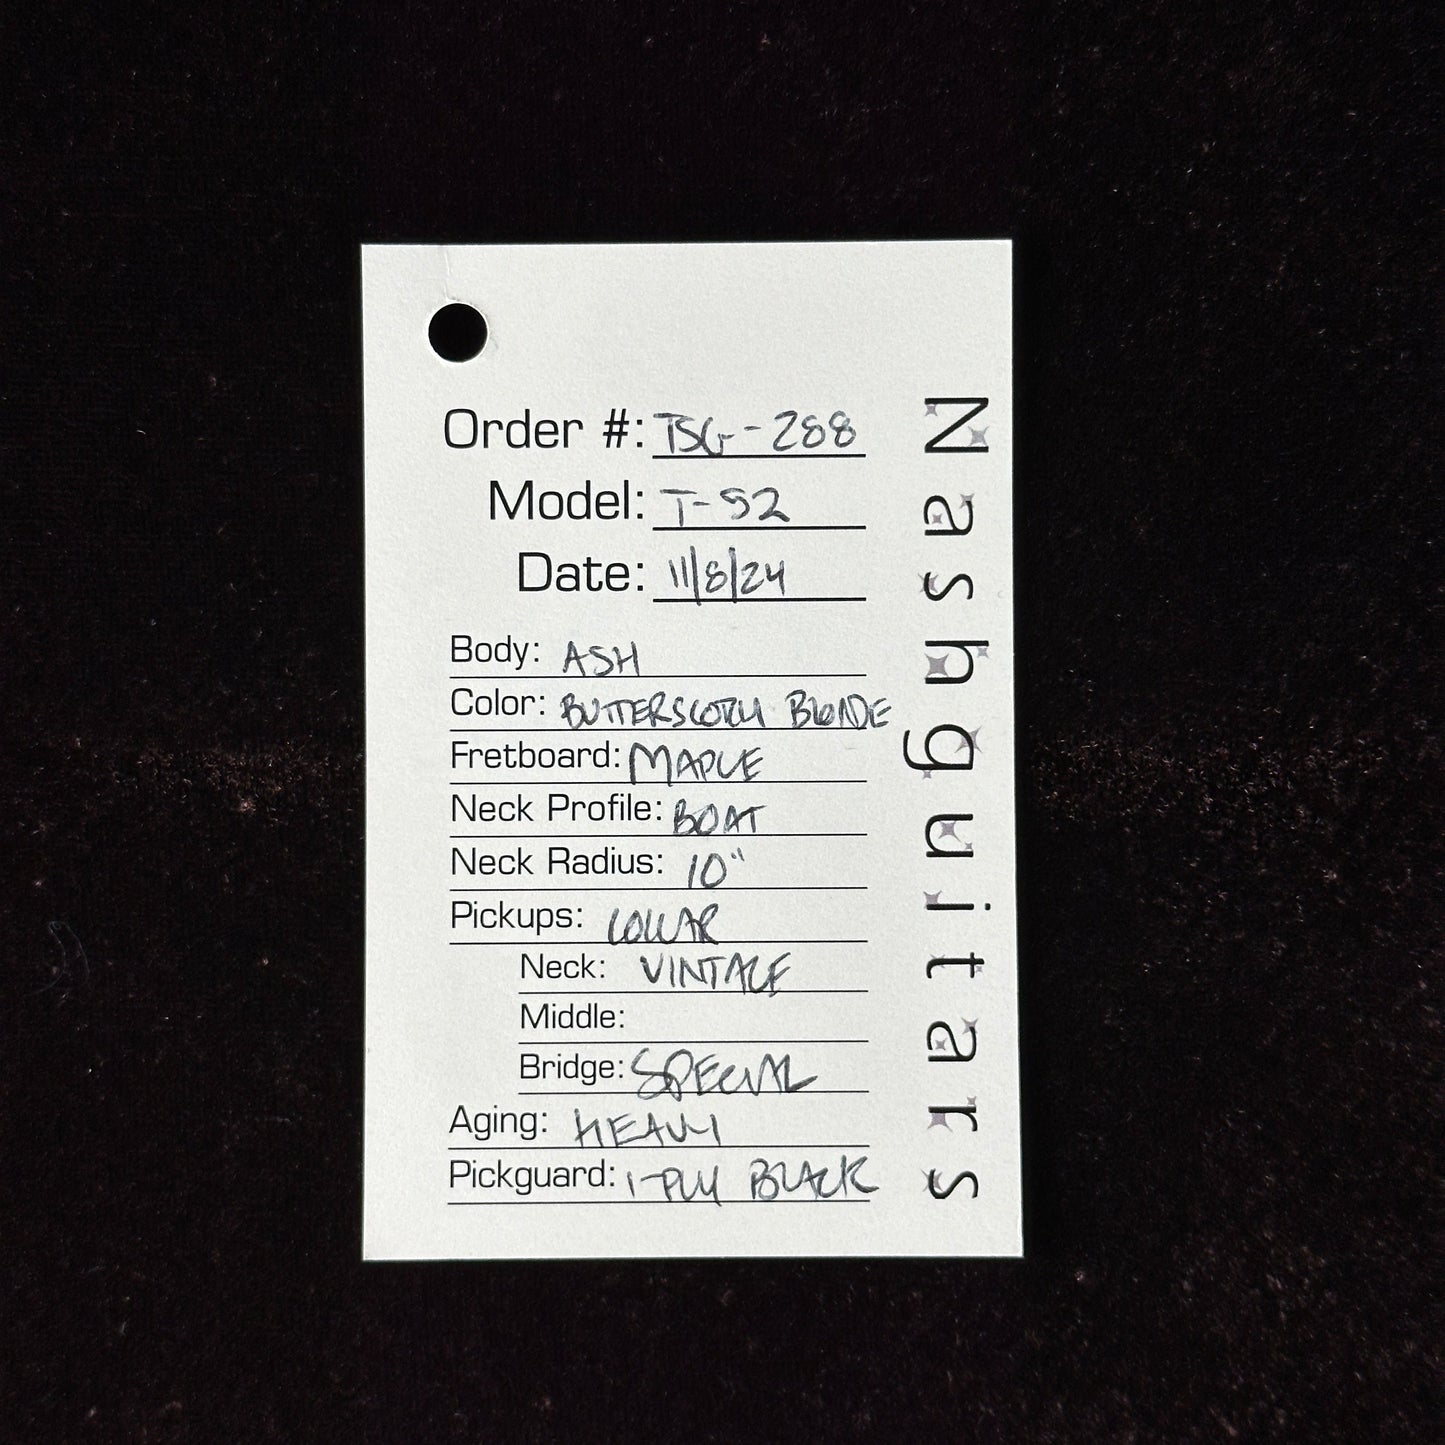 Order #: TSG-288
Model: T-52
Date: 11/8/24
Body: ASH
Color: BUTTERSCOTCH BLONDE
Fretboard: MAPLE
Neck Profile: BOAT
Neck Radius: 10"
Pickups: LOLLAR
Neck: VINTAGE
Middle:
Bridge: SPECIAL
Aging: HEAVY
Pickguard: 1-PLY BLACK
Nashguitars